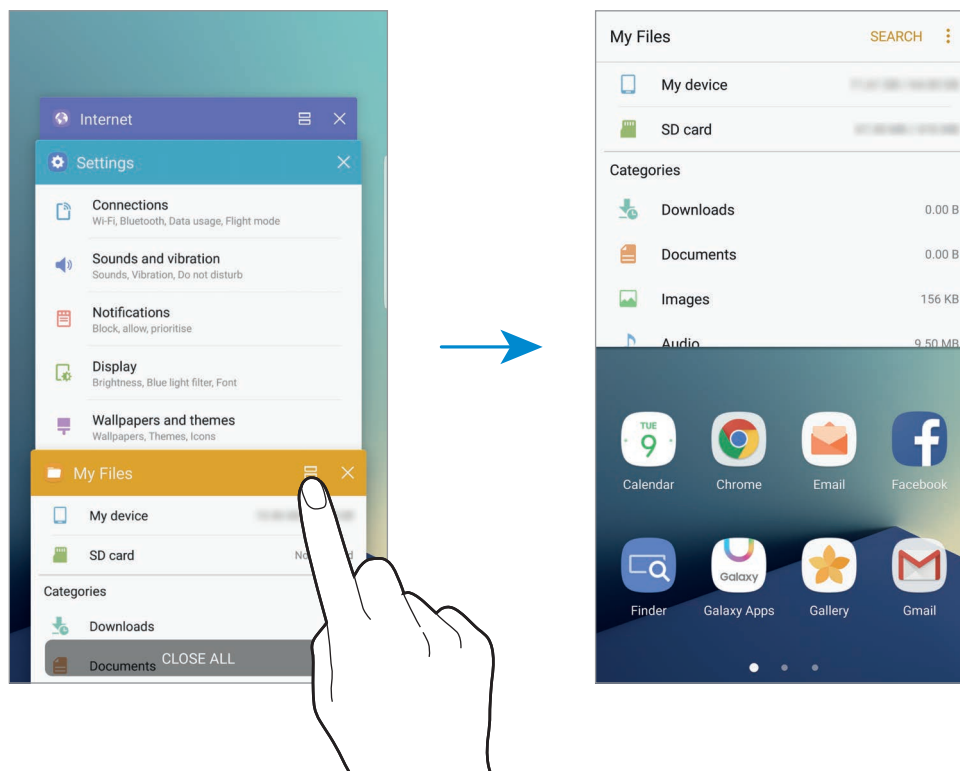 Internet
Settings
Connections
Wi-Fi, Bluetooth, Data usage, Flight mode
Sounds and vibration
Sounds, Vibration, Do not disturb
Notifications
Block, allow, prioritise
Display
Brightness, Blue light filter, Font
Wallpapers and themes
Wallpapers, Themes, Icons
My Files
My device
SD card
Categories
Downloads
Documents
CLOSE ALL
My Files SEARCH
My device
SD card
Categories
Downloads 0.00 B
Documents 0.00 B
Images 156 KB
Audio 9.50 MB
TUE
9
Calendar Chrome Email Facebook
Galaxy
Finder Galaxy Apps Gallery Gmail